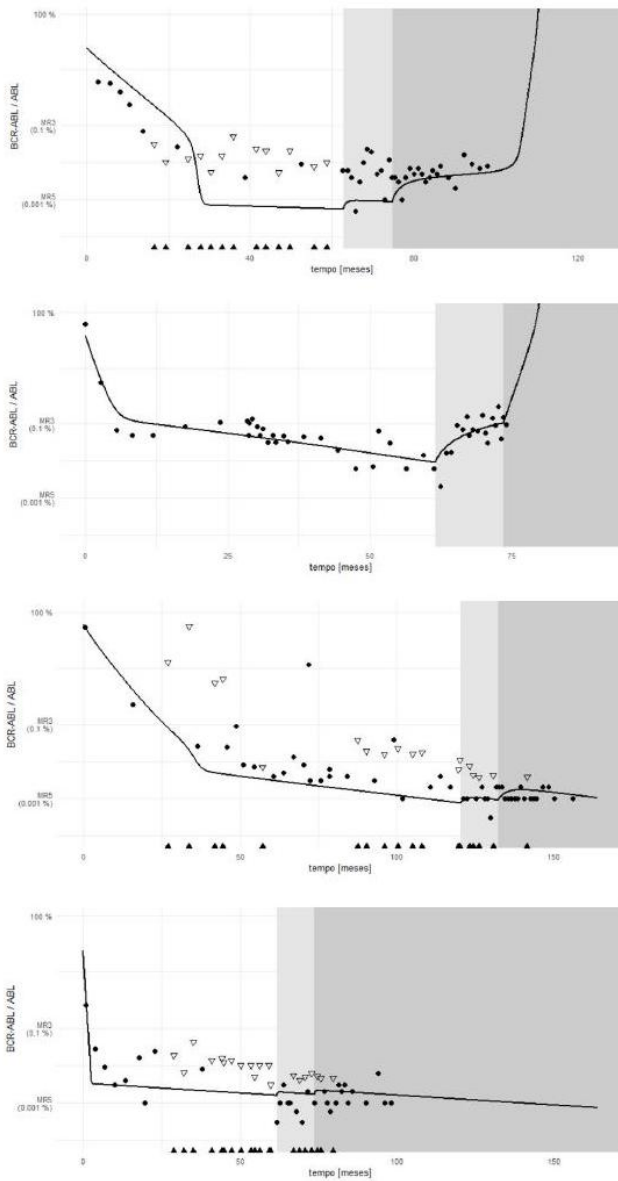 100 %
BCR-ABL / ABL
MR3
(0.1 %)
MR5
(0.001 %)
0
40
80
120
tempo [meses]
100 %
BCR-ABL / ABL
MR3
(0.1 %)
MR5
(0.001 %)
0
25
50
75
tempo [meses]
100 %
BCR-ABL / ABL
MR3
(0.1 %)
MR5
(0.001 %)
0
50
100
150
tempo [meses]
100 %
BCR-ABL / ABL
MR3
(0.1 %)
MR5
(0.001 %)
0
50
100
150
tempo [meses]